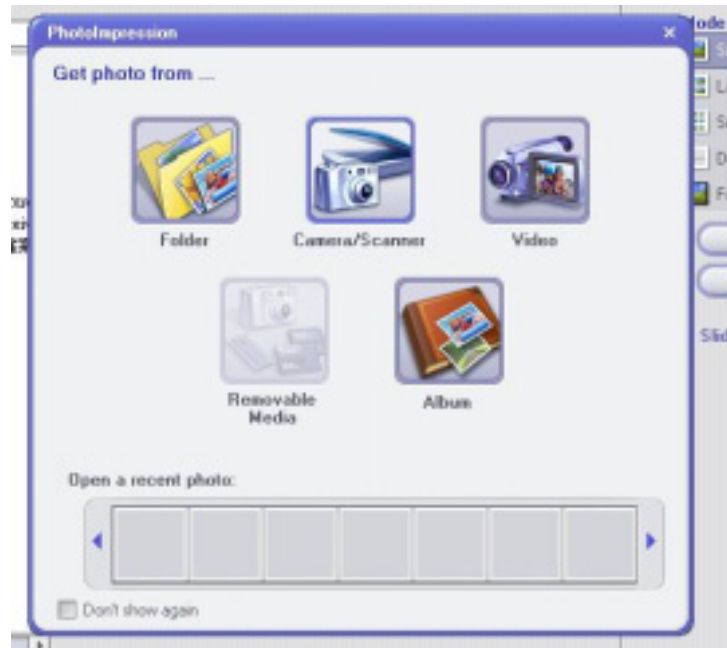 PhotoImpression
Get photo from ...
Folder
Camera/Scanner
Video
Removable
Media
Album
Open a recent photo:
Don't show again